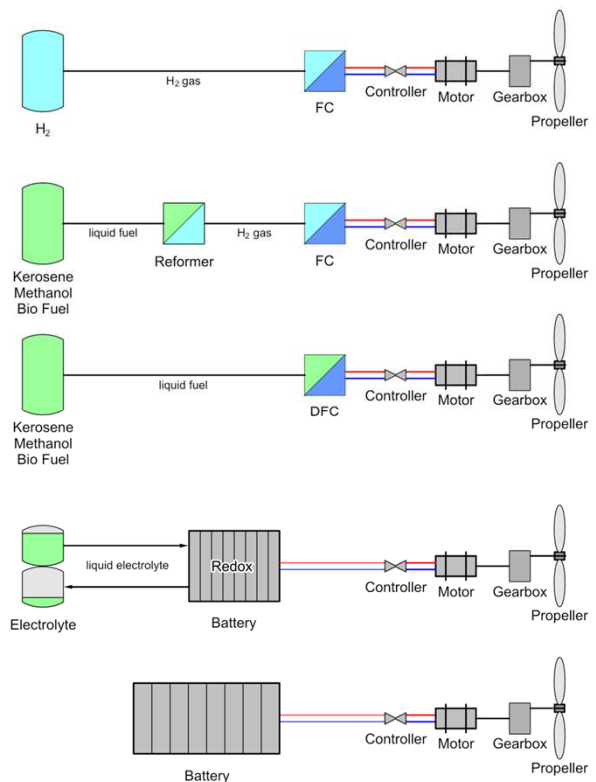 H₂ gas
H₂
FC
Controller
Motor
Gearbox
Propeller
liquid fuel
H₂ gas
Kerosene
Methanol
Bio Fuel
Reformer
FC
Controller
Motor
Gearbox
Propeller
liquid fuel
Kerosene
Methanol
Bio Fuel
DFC
Controller
Motor
Gearbox
Propeller
liquid electrolyte
Redox
Electrolyte
Battery
Controller
Motor
Gearbox
Propeller
Battery
Controller
Motor
Gearbox
Propeller